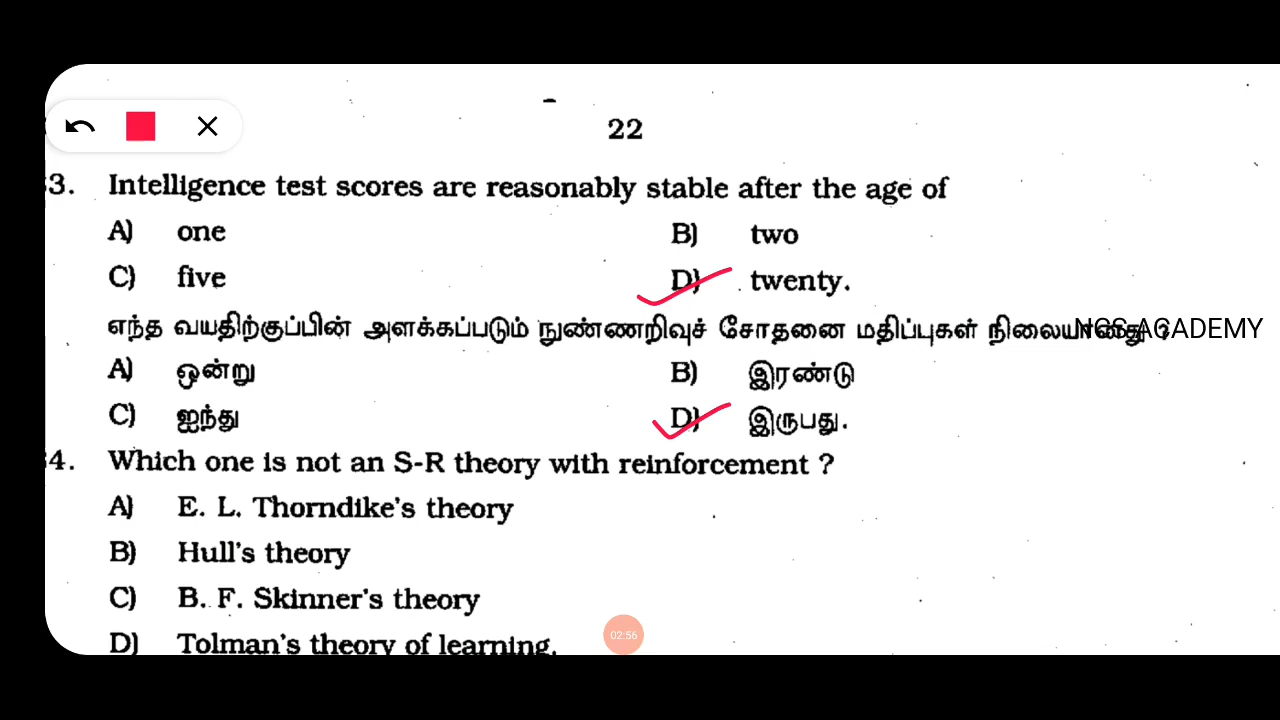 22
3. Intelligence test scores are reasonably stable after the age of
A) one B) two
C) five D) twenty.
எந்த வயதிற்குப்பின் அளக்கப்படும் நுண்ணறிவுச் சோதனை மதிப்புகள் நிலையானது ?
NCS ACADEMY
A) ஒன்று B) இரண்டு
C) ஐந்து D) இருபது.
4. Which one is not an S-R theory with reinforcement ?
A) E. L. Thorndike's theory
B) Hull's theory
C) B. F. Skinner's theory
D) Tolman's theory of learning.
02:56